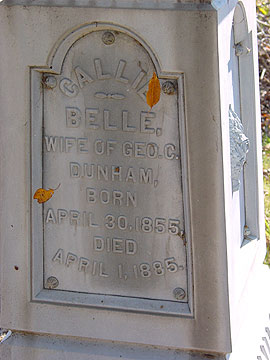 CALLIE
BELLE,
WIFE OF GEO. C.
DUNHAM,
BORN
APRIL 30, 1855,
DIED
APRIL 1, 1885.